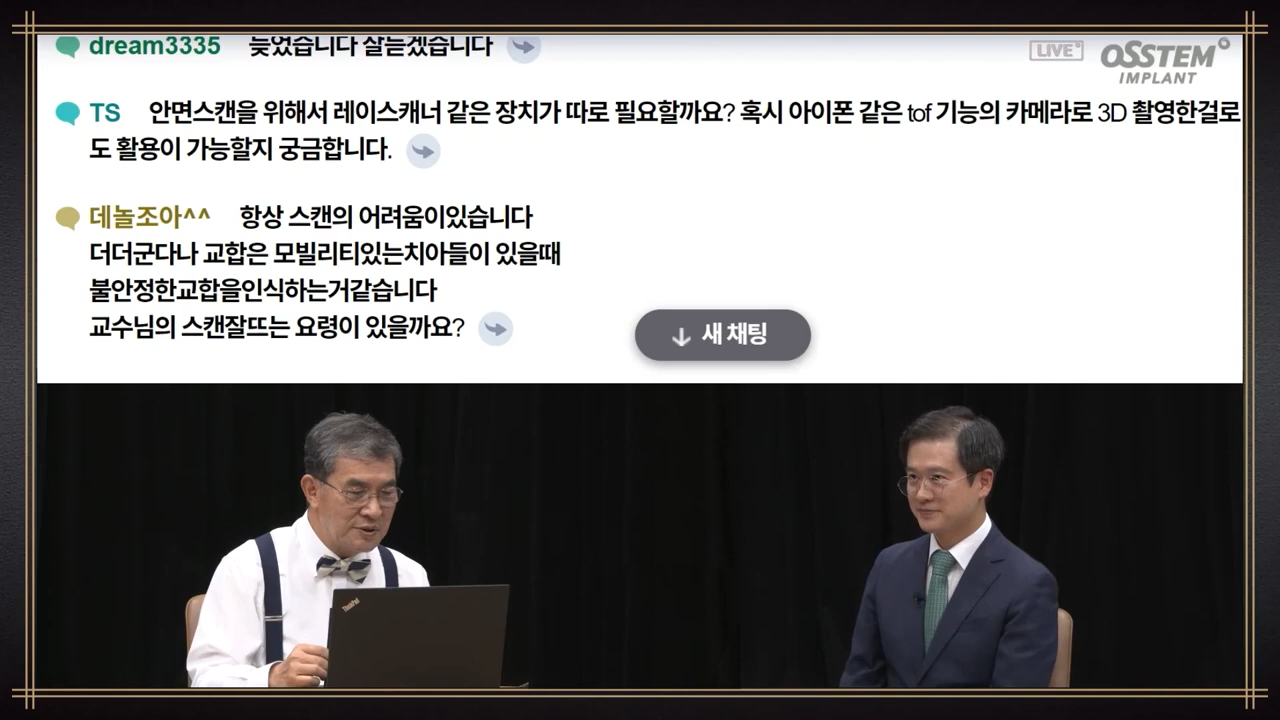 dream3335 늦었습니다 잘듣겠습니다
LIVE
OSSTEM
IMPLANT
TS 안면스캔을 위해서 레이스캐너 같은 장치가 따로 필요할까요? 혹시 아이폰 같은 tof 기능의 카메라로 3D 촬영한걸로
도 활용이 가능할지 궁금합니다.
데놀조아^^ 항상 스캔의 어려움이있습니다
더더군다나 교합은 모빌리티있는치아들이 있을때
불안정한교합을인식하는거같습니다
교수님의 스캔잘뜨는 요령이 있을까요?
↓ 새 채팅
ThinkPad